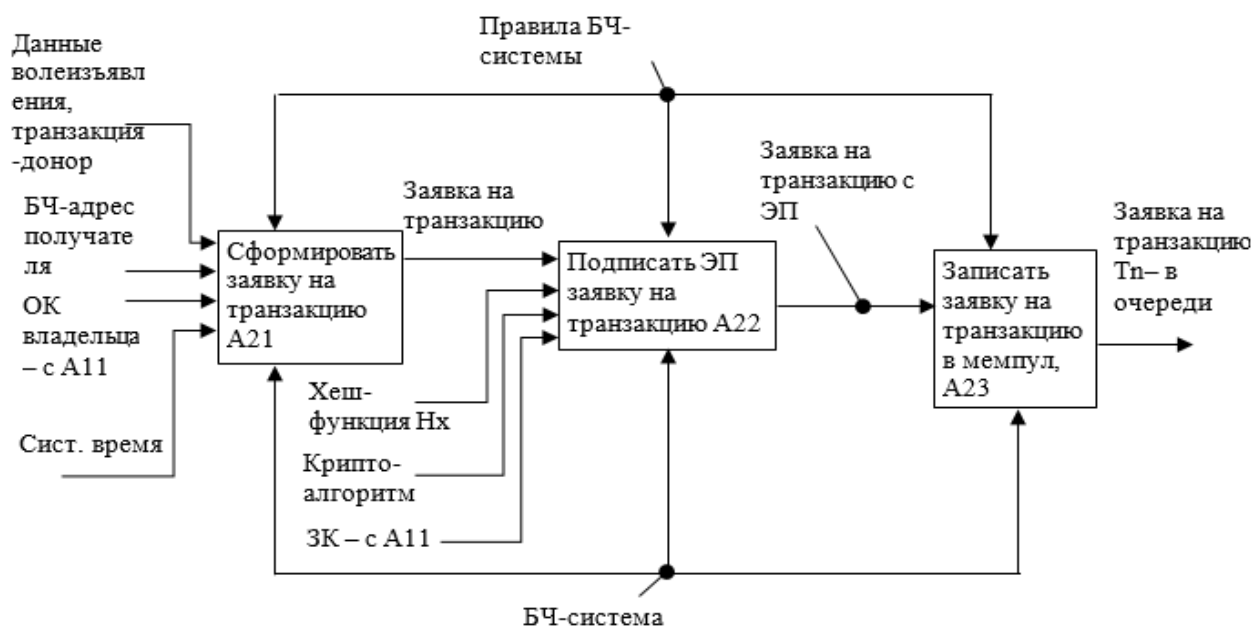 Правила БЧ-
системы
Данные
волеизъявл
ения,
транзакция
-донор
БЧ-адрес
получате
ля
ОК
владельца
– с А11
Сист. время
Сформировать
заявку на
транзакцию
А21
Заявка на
транзакцию
Хеш-
функция Нх
Крипто-
алгоритм
ЗК – с А11
Подписать ЭП
заявку на
транзакцию А22
Заявка на
транзакцию с
ЭП
Записать
заявку на
транзакцию
в мемпул,
А23
Заявка на
транзакцию
Tn– в
очереди
БЧ-система